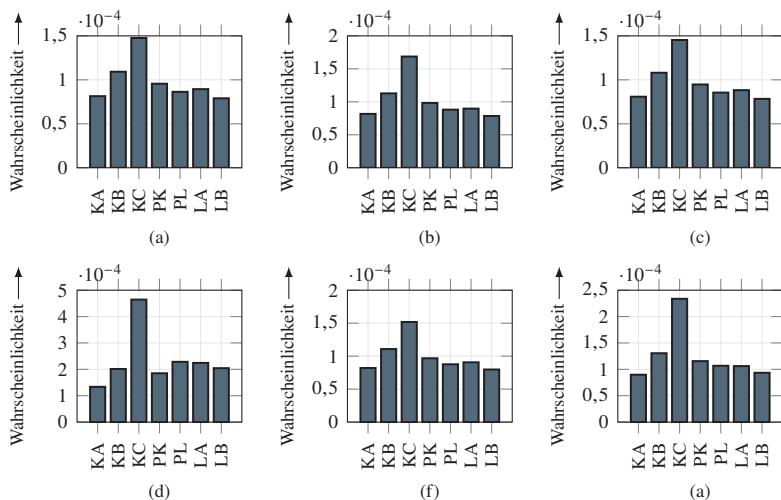 ·10⁻⁴
Wahrscheinlichkeit
1,5
1
0,5
0
KA
KB
KC
PK
PL
LA
LB
(a)
·10⁻⁴
Wahrscheinlichkeit
2
1,5
1
0,5
0
KA
KB
KC
PK
PL
LA
LB
(b)
·10⁻⁴
Wahrscheinlichkeit
1,5
1
0,5
0
KA
KB
KC
PK
PL
LA
LB
(c)
·10⁻⁴
Wahrscheinlichkeit
5
4
3
2
1
0
KA
KB
KC
PK
PL
LA
LB
(d)
·10⁻⁴
Wahrscheinlichkeit
2
1,5
1
0,5
0
KA
KB
KC
PK
PL
LA
LB
(f)
·10⁻⁴
Wahrscheinlichkeit
2,5
2
1,5
1
0,5
0
KA
KB
KC
PK
PL
LA
LB
(a)